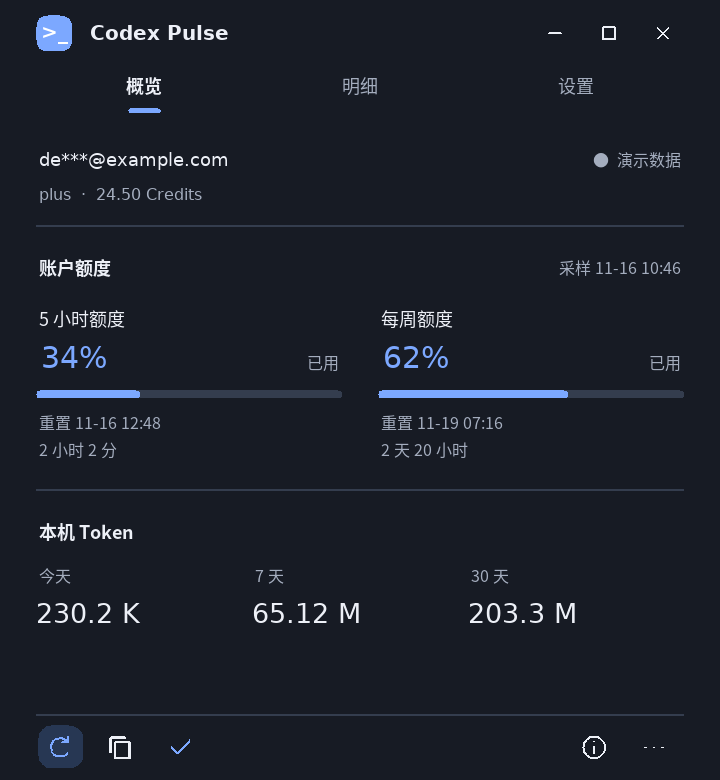 >_ Codex Pulse
概览 明细 设置
de***@example.com 演示数据
plus · 24.50 Credits
账户额度 采样 11-16 10:46
5 小时额度 每周额度
34% 已用 62% 已用
重置 11-16 12:48 重置 11-19 07:16
2 小时 2 分 2 天 20 小时
本机 Token
今天 7 天 30 天
230.2 K 65.12 M 203.3 M